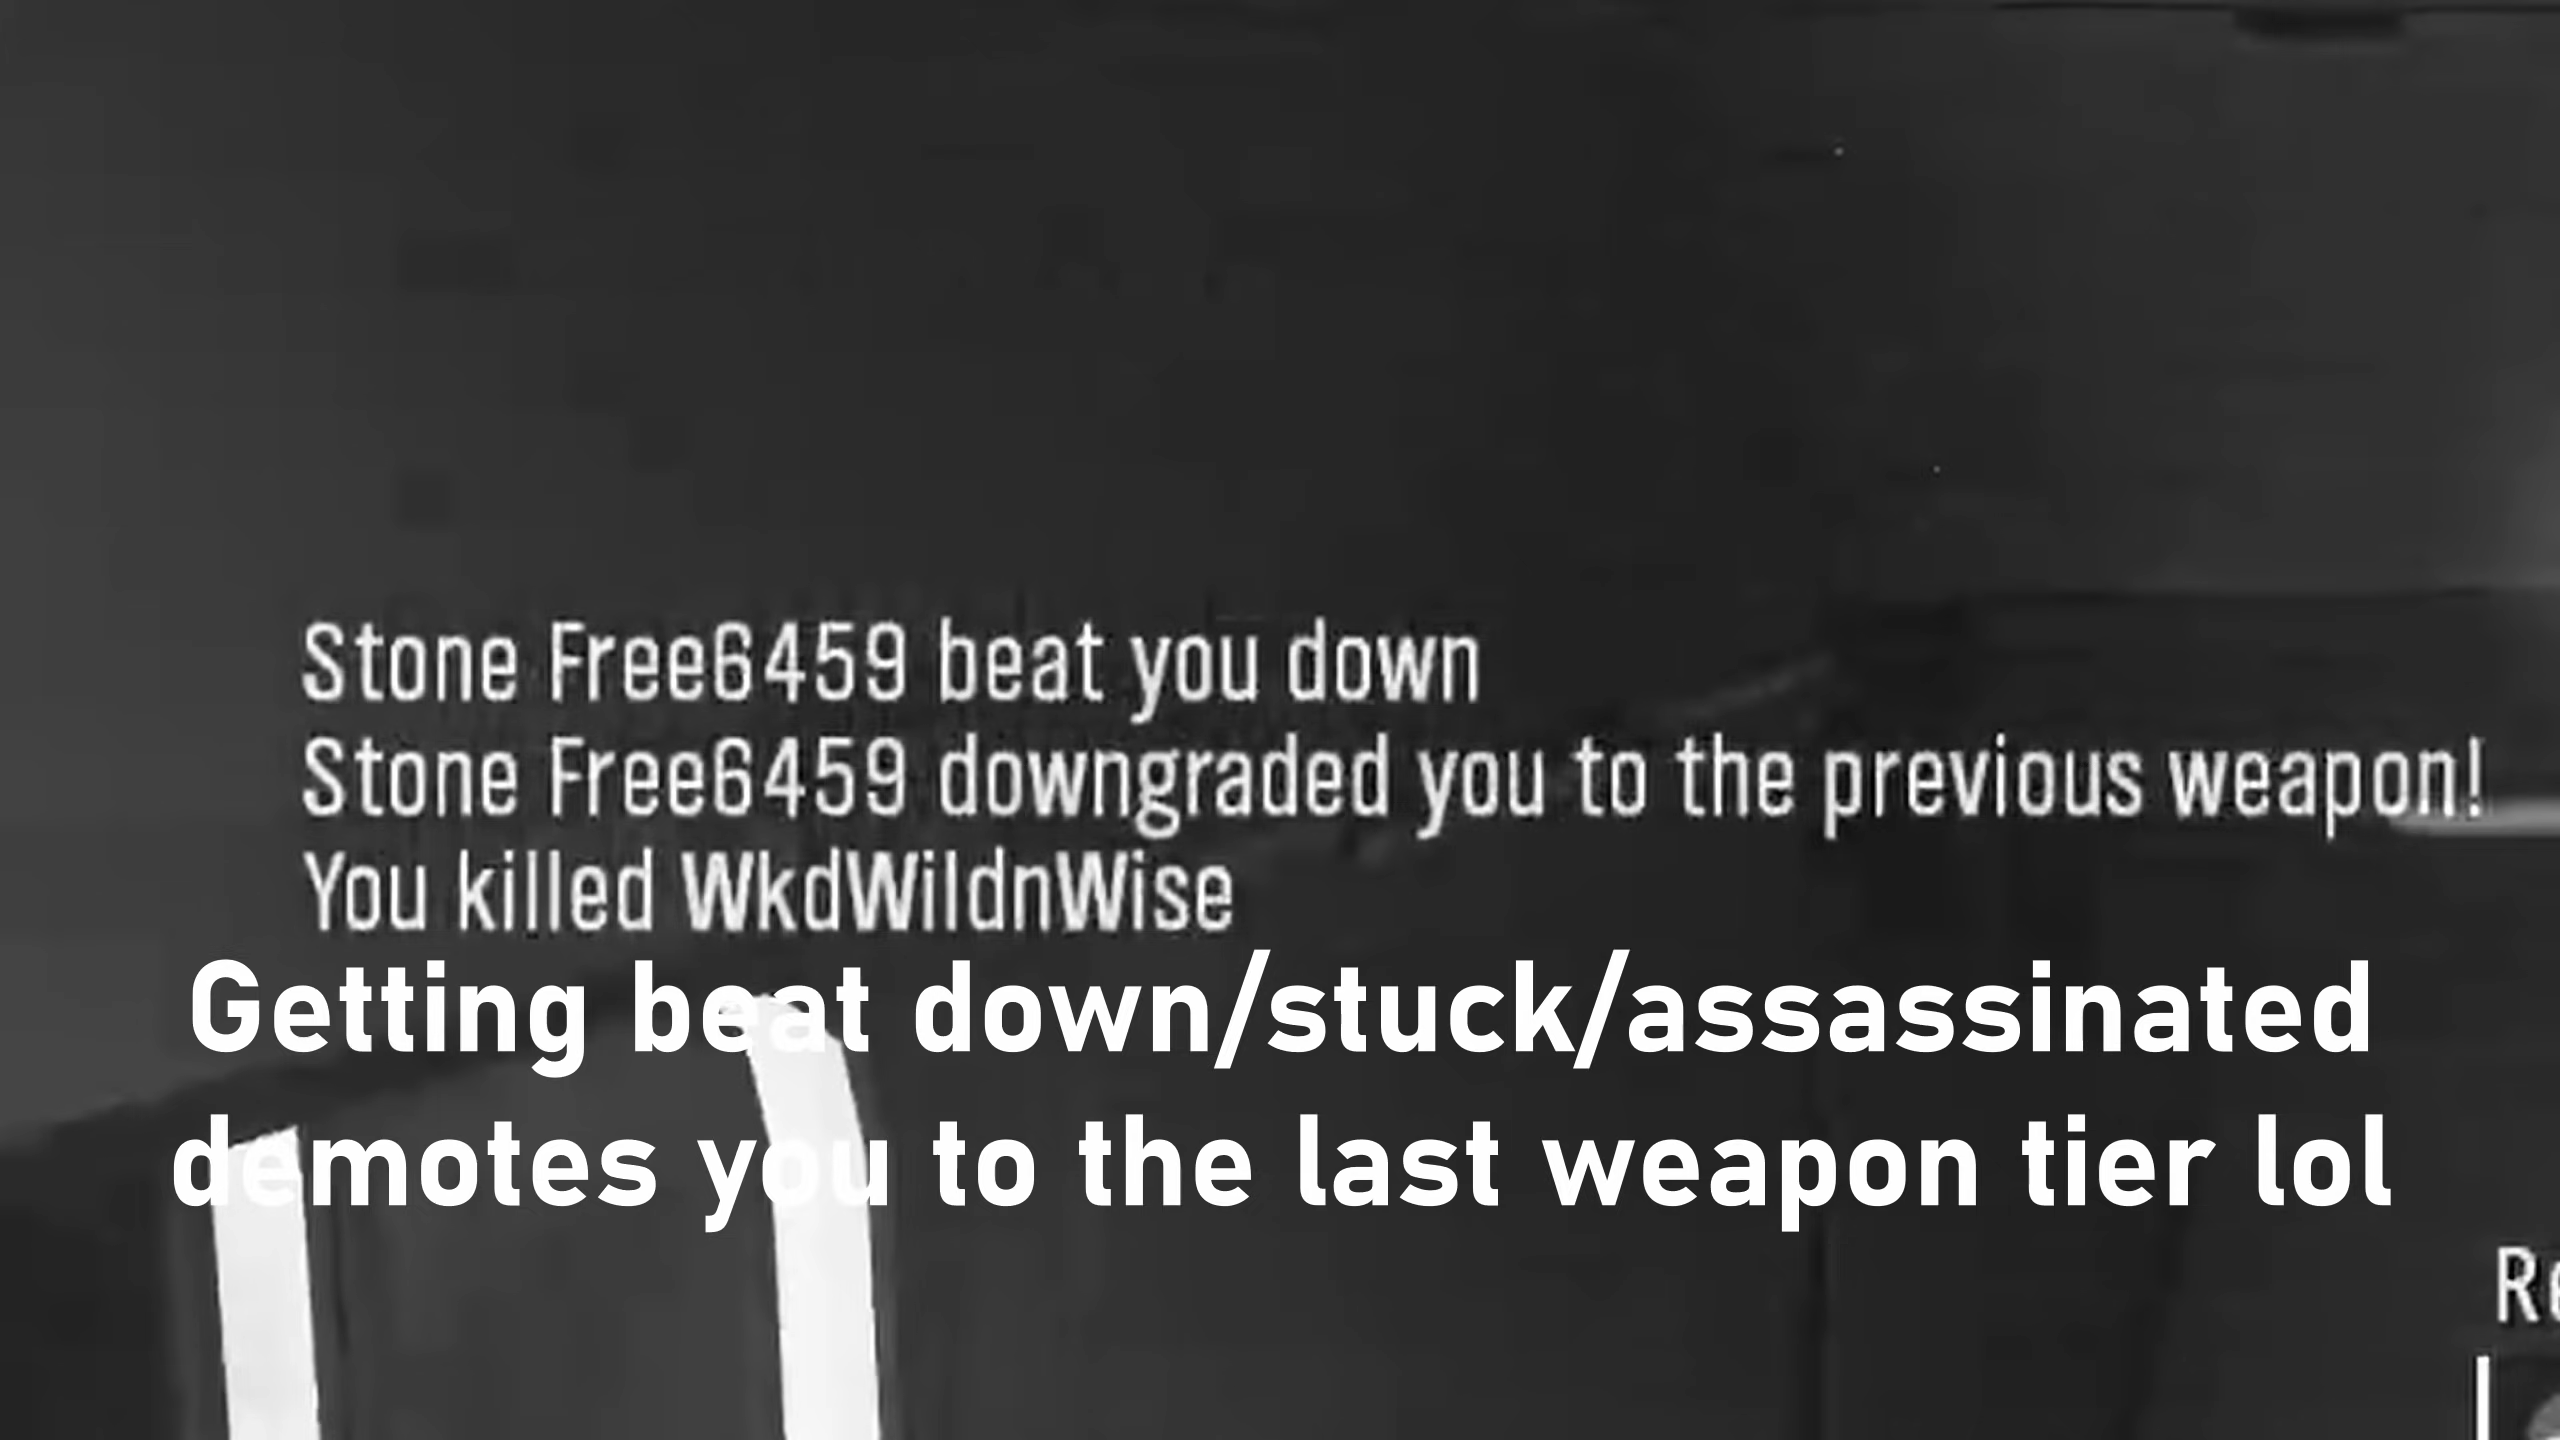 Stone Free6459 beat you down
Stone Free6459 downgraded you to the previous weapon!
You killed WkdWildnWise
Getting beat down/stuck/assassinated
demotes you to the last weapon tier lol